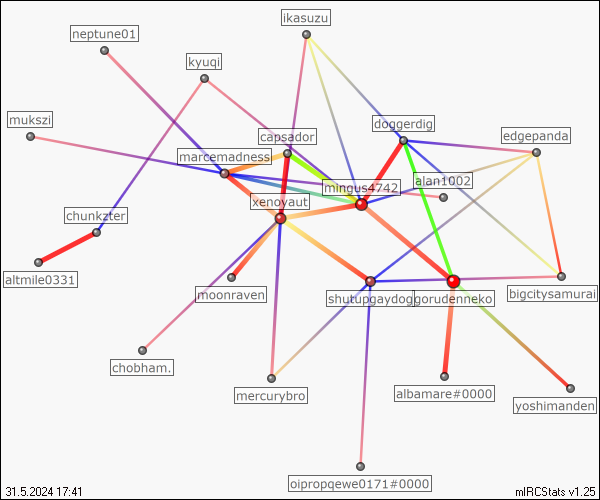 ikasuzu
neptune01
kyuqi
mukszi
doggerdig
capsador
edgepanda
marcemadness
alan1002
mingus4742
xenoyaut
chunkzter
altmile0331
moonraven
shutupgaydog
gorudenneko
bigcitysamurai
chobham.
mercurybro
albamare#0000
yoshimanden
oipropqewe0171#0000
31.5.2024 17:41
mIRCStats v1.25